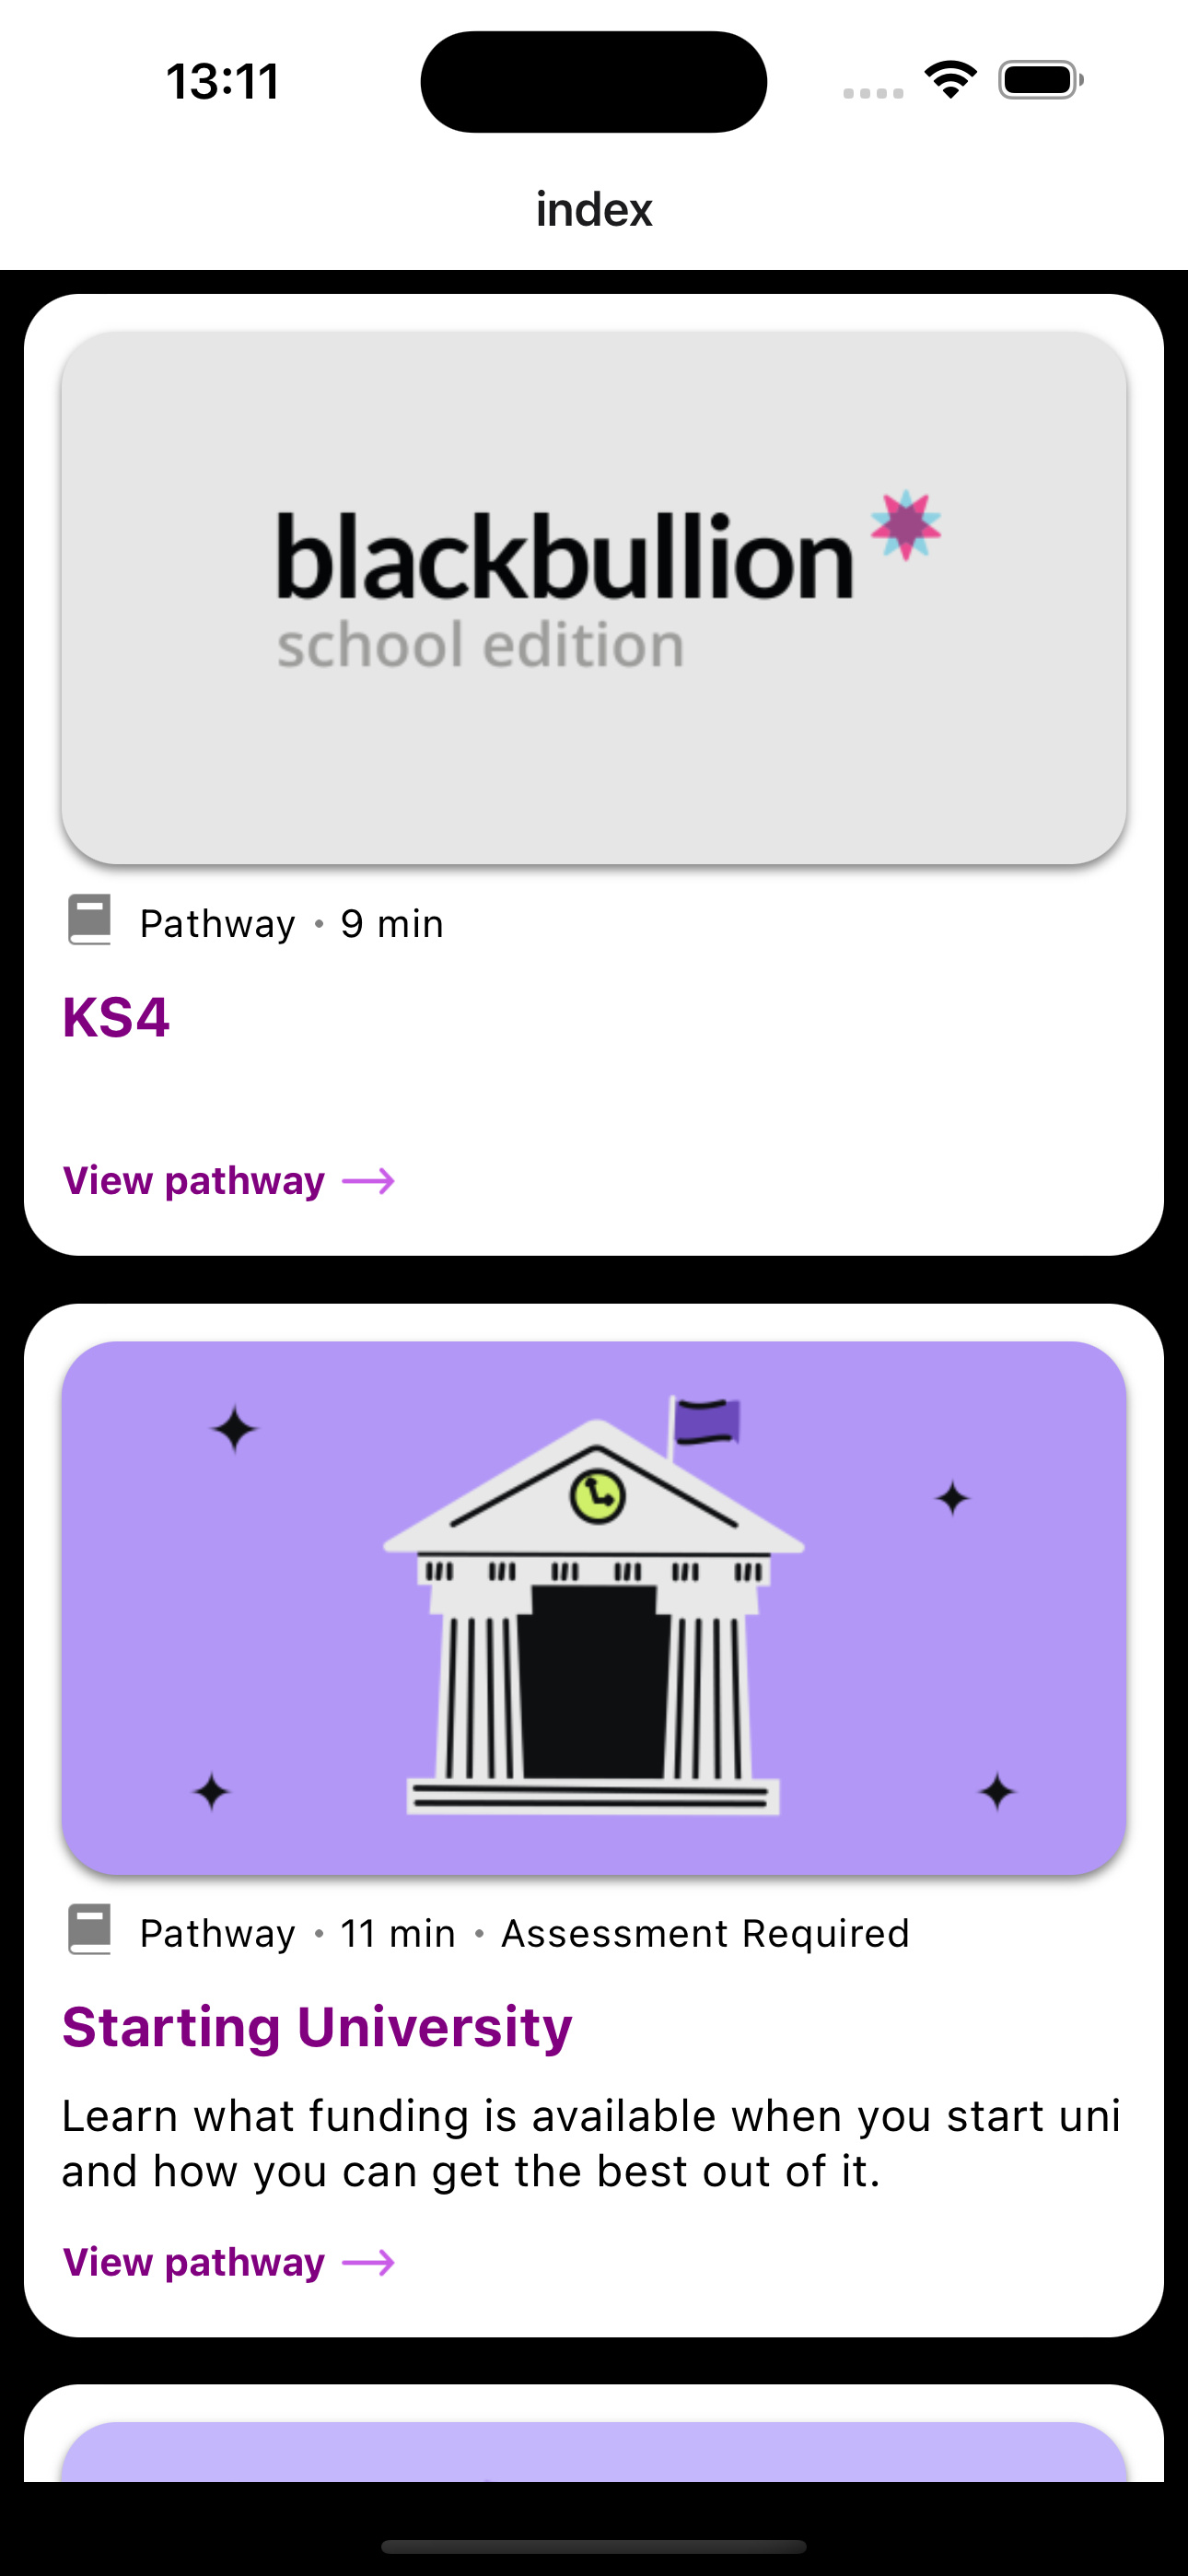 13:11
index
blackbullion
school edition
Pathway • 9 min
KS4
View pathway →
Pathway • 11 min • Assessment Required
Starting University
Learn what funding is available when you start uni
and how you can get the best out of it.
View pathway →